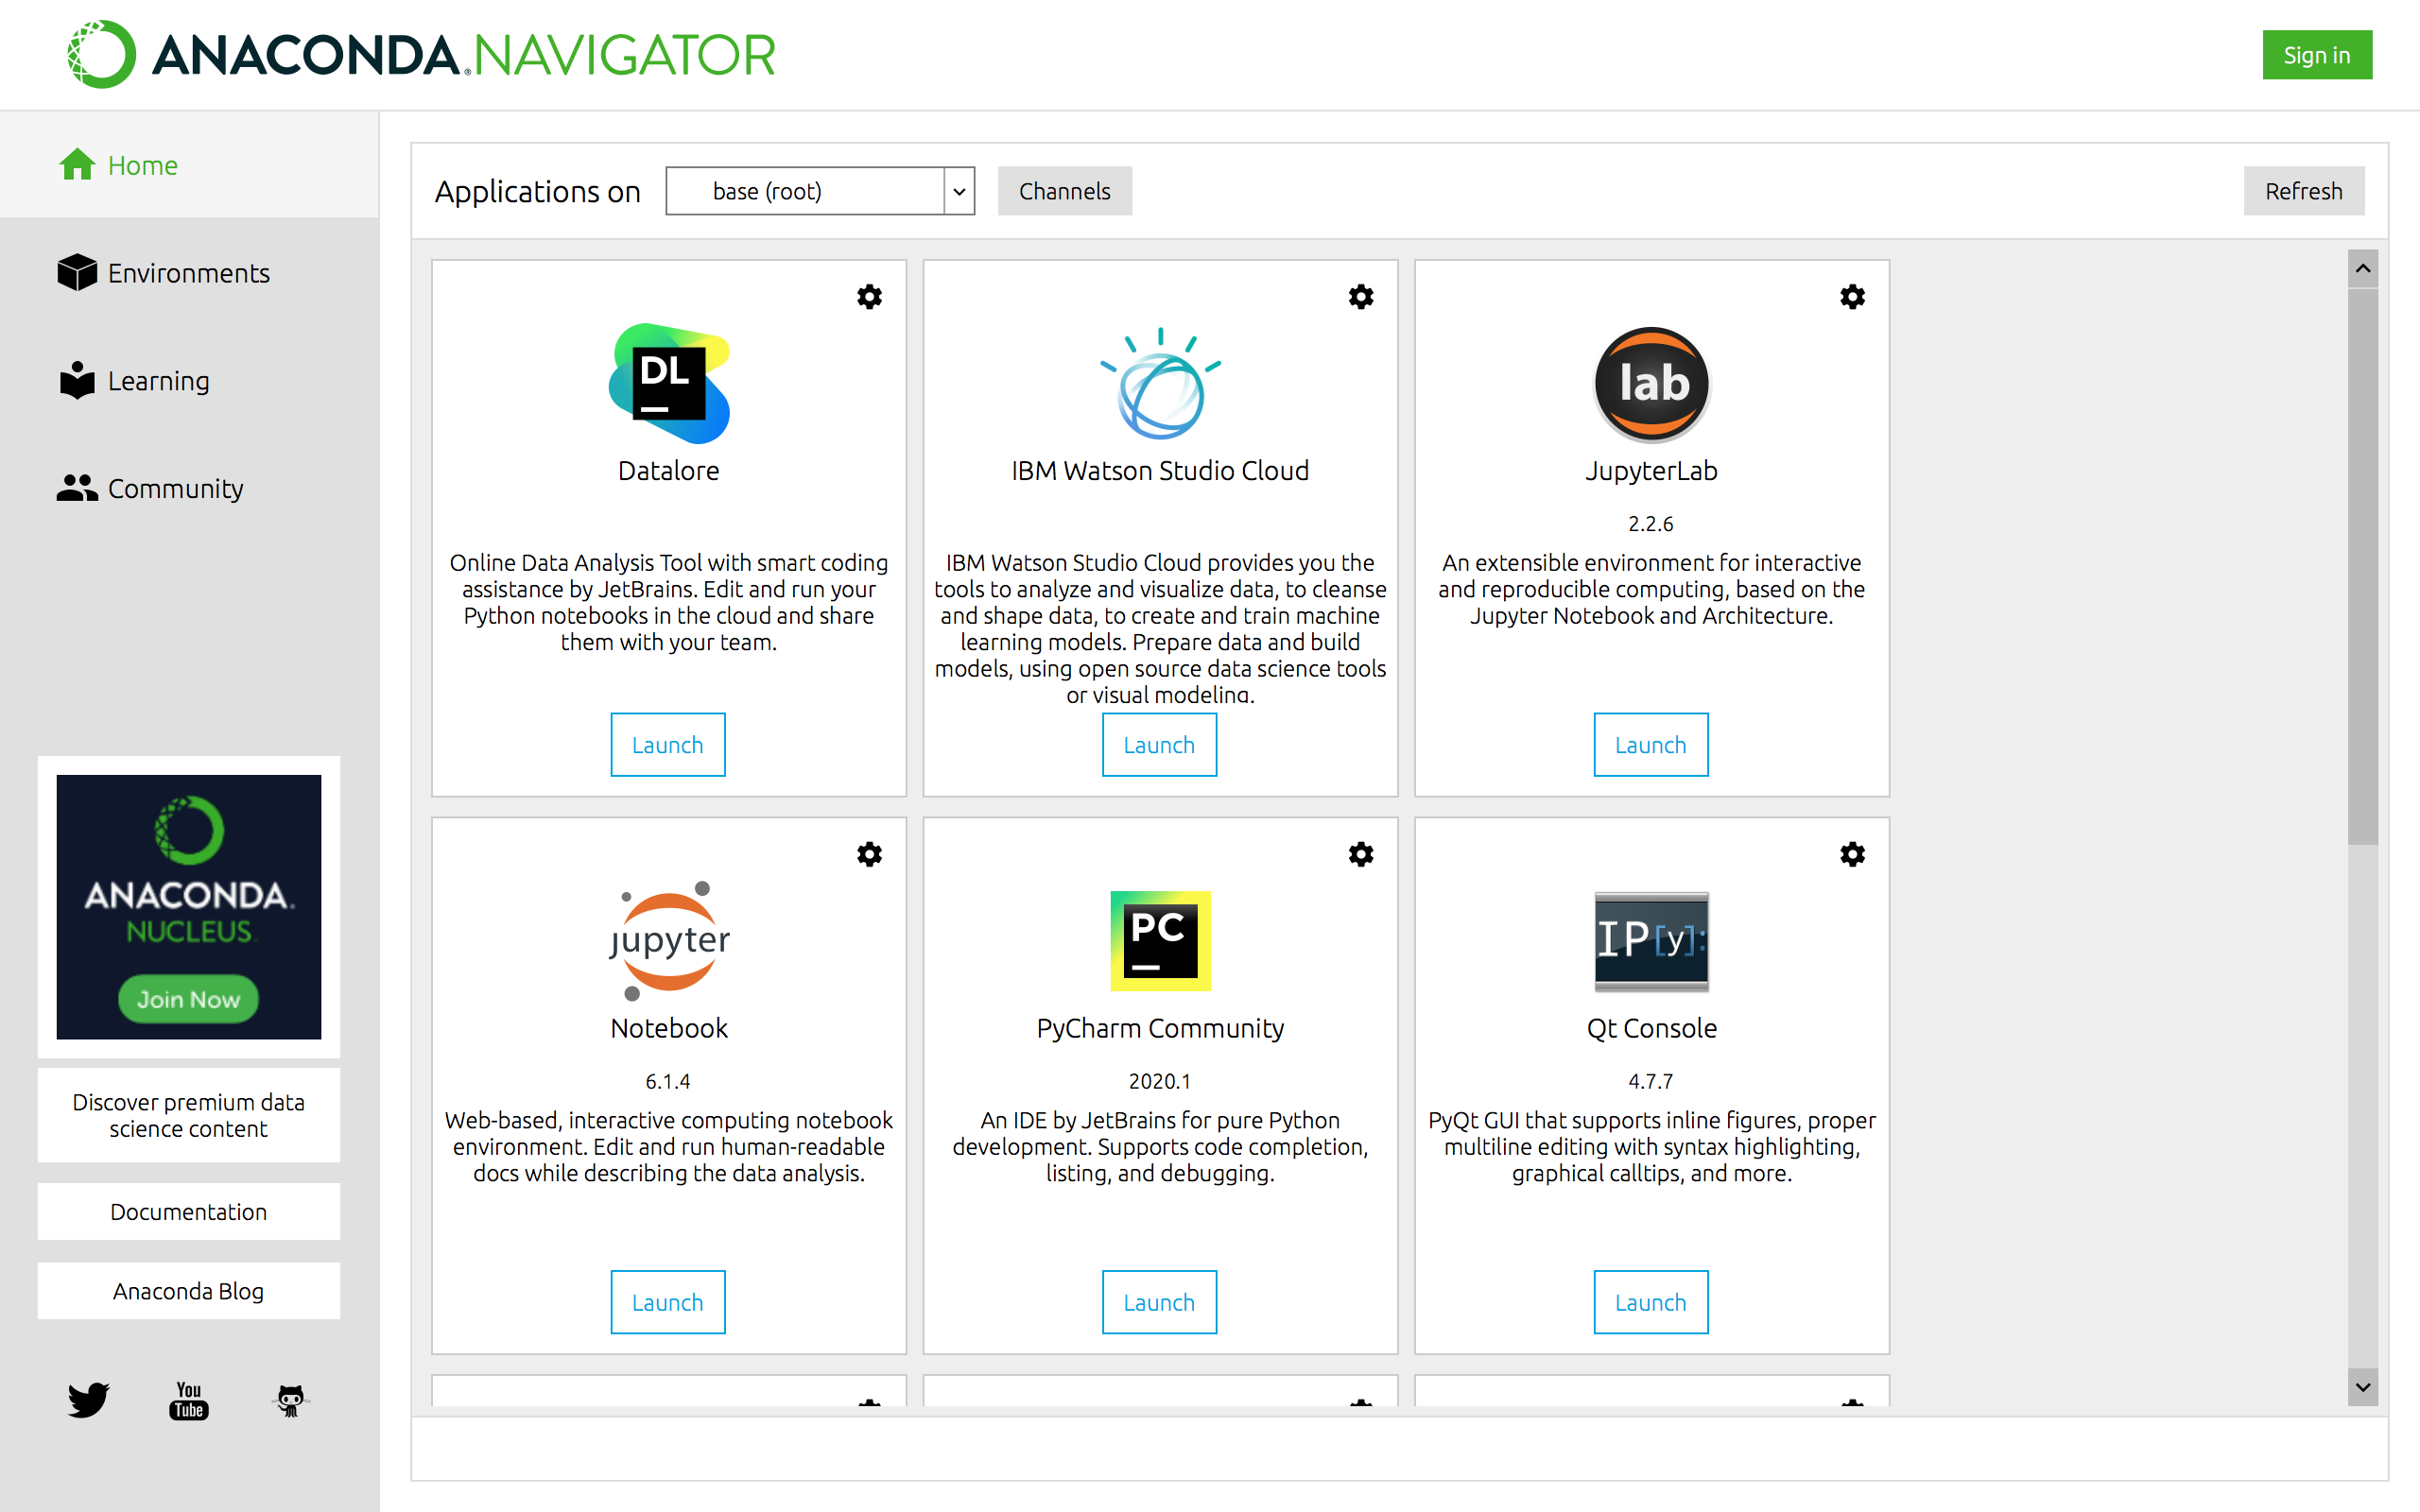 ANACONDA.NAVIGATOR
Sign in
Home
Environments
Learning
Community
ANACONDA.
NUCLEUS
Join Now
Discover premium data
science content
Documentation
Anaconda Blog
You
Tube
Applications on
base (root)
Channels
Refresh
DL
Datalore
Online Data Analysis Tool with smart coding
assistance by JetBrains. Edit and run your
Python notebooks in the cloud and share
them with your team.
Launch
IBM Watson Studio Cloud
IBM Watson Studio Cloud provides you the
tools to analyze and visualize data, to cleanse
and shape data, to create and train machine
learning models. Prepare data and build
models, using open source data science tools
or visual modeling.
Launch
lab
JupyterLab
2.2.6
An extensible environment for interactive
and reproducible computing, based on the
Jupyter Notebook and Architecture.
Launch
jupyter
Notebook
6.1.4
Web-based, interactive computing notebook
environment. Edit and run human-readable
docs while describing the data analysis.
Launch
PC
PyCharm Community
2020.1
An IDE by JetBrains for pure Python
development. Supports code completion,
listing, and debugging.
Launch
IP[y]:
Qt Console
4.7.7
PyQt GUI that supports inline figures, proper
multiline editing with syntax highlighting,
graphical calltips, and more.
Launch